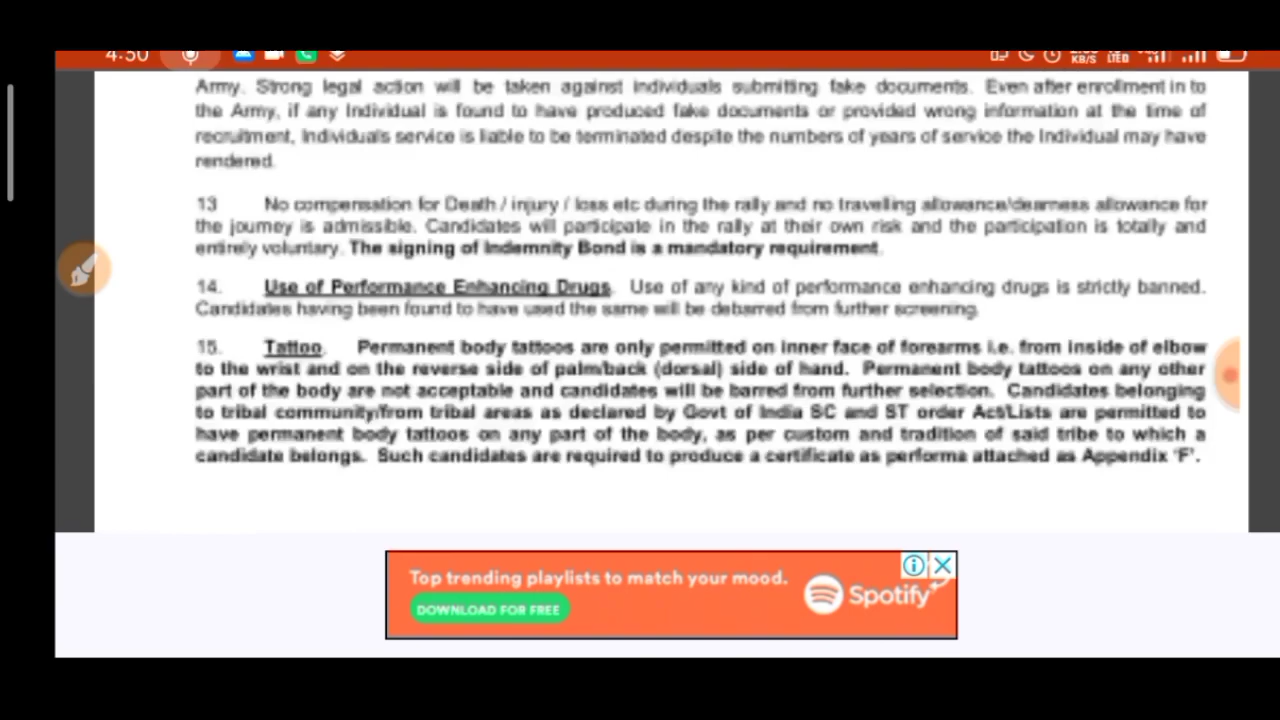 4:30
KB/S
Army. Strong legal action will be taken against individuals submitting fake documents. Even after enrollment in to
the Army, if any Individual is found to have produced fake documents or provided wrong information at the time of
recruitment, Individuals service is liable to be terminated despite the numbers of years of service the Individual may have
rendered.
13 No compensation for Death / injury / loss etc during the rally and no travelling allowance/dearness allowance for
the journey is admissible. Candidates will participate in the rally at their own risk and the participation is totally and
entirely voluntary. The signing of Indemnity Bond is a mandatory requirement.
14. Use of Performance Enhancing Drugs. Use of any kind of performance enhancing drugs is strictly banned.
Candidates having been found to have used the same will be debarred from further screening.
15. Tattoo. Permanent body tattoos are only permitted on inner face of forearms i.e. from inside of elbow
to the wrist and on the reverse side of palm/back (dorsal) side of hand. Permanent body tattoos on any other
part of the body are not acceptable and candidates will be barred from further selection. Candidates belonging
to tribal community/from tribal areas as declared by Govt of India SC and ST order Act/Lists are permitted to
have permanent body tattoos on any part of the body, as per custom and tradition of said tribe to which a
candidate belongs. Such candidates are required to produce a certificate as performa attached as Appendix 'F'.
Top trending playlists to match your mood.
DOWNLOAD FOR FREE
Spotify